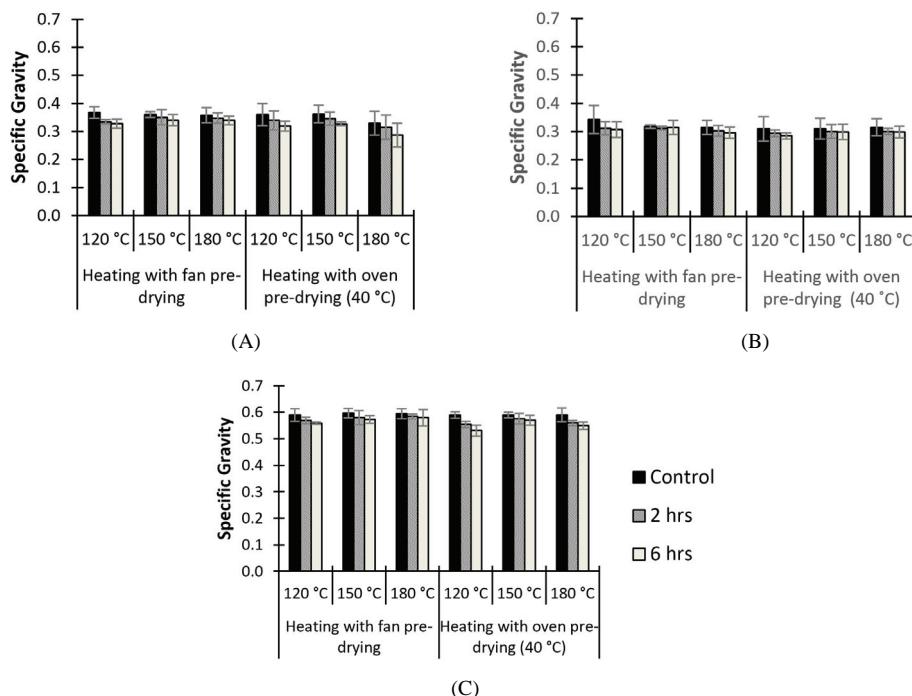 Specific Gravity
0.7
0.6
0.5
0.4
0.3
0.2
0.1
0.0
120 °C 150 °C 180 °C 120 °C 150 °C 180 °C
Heating with fan pre-
drying
Heating with oven
pre-drying (40 °C)
(A)
Specific Gravity
0.7
0.6
0.5
0.4
0.3
0.2
0.1
0.0
120 °C 150 °C 180 °C 120 °C 150 °C 180 °C
Heating with fan pre-
drying
Heating with oven
pre-drying (40 °C)
(B)
Specific Gravity
0.7
0.6
0.5
0.4
0.3
0.2
0.1
0.0
120 °C 150 °C 180 °C 120 °C 150 °C 180 °C
Heating with fan pre-
drying
Heating with oven pre-
drying (40 °C)
Control
2 hrs
6 hrs
(C)